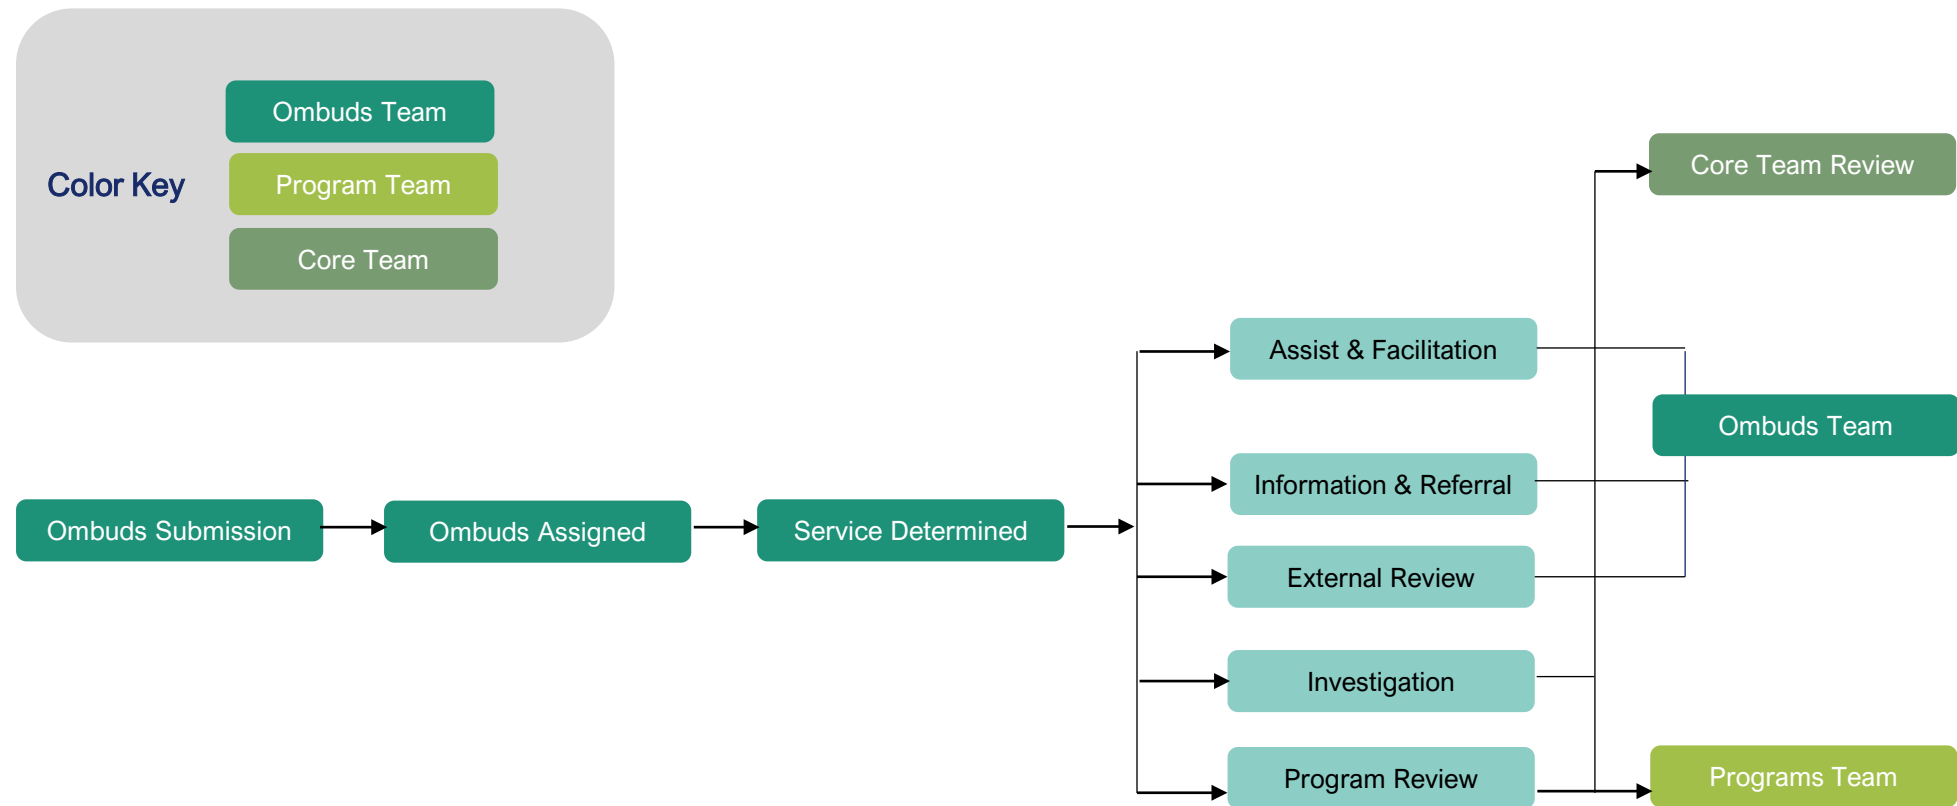 Color Key
Ombuds Team
Program Team
Core Team
Ombuds Submission
Ombuds Assigned
Service Determined
Assist & Facilitation
Information & Referral
External Review
Investigation
Program Review
Core Team Review
Ombuds Team
Programs Team